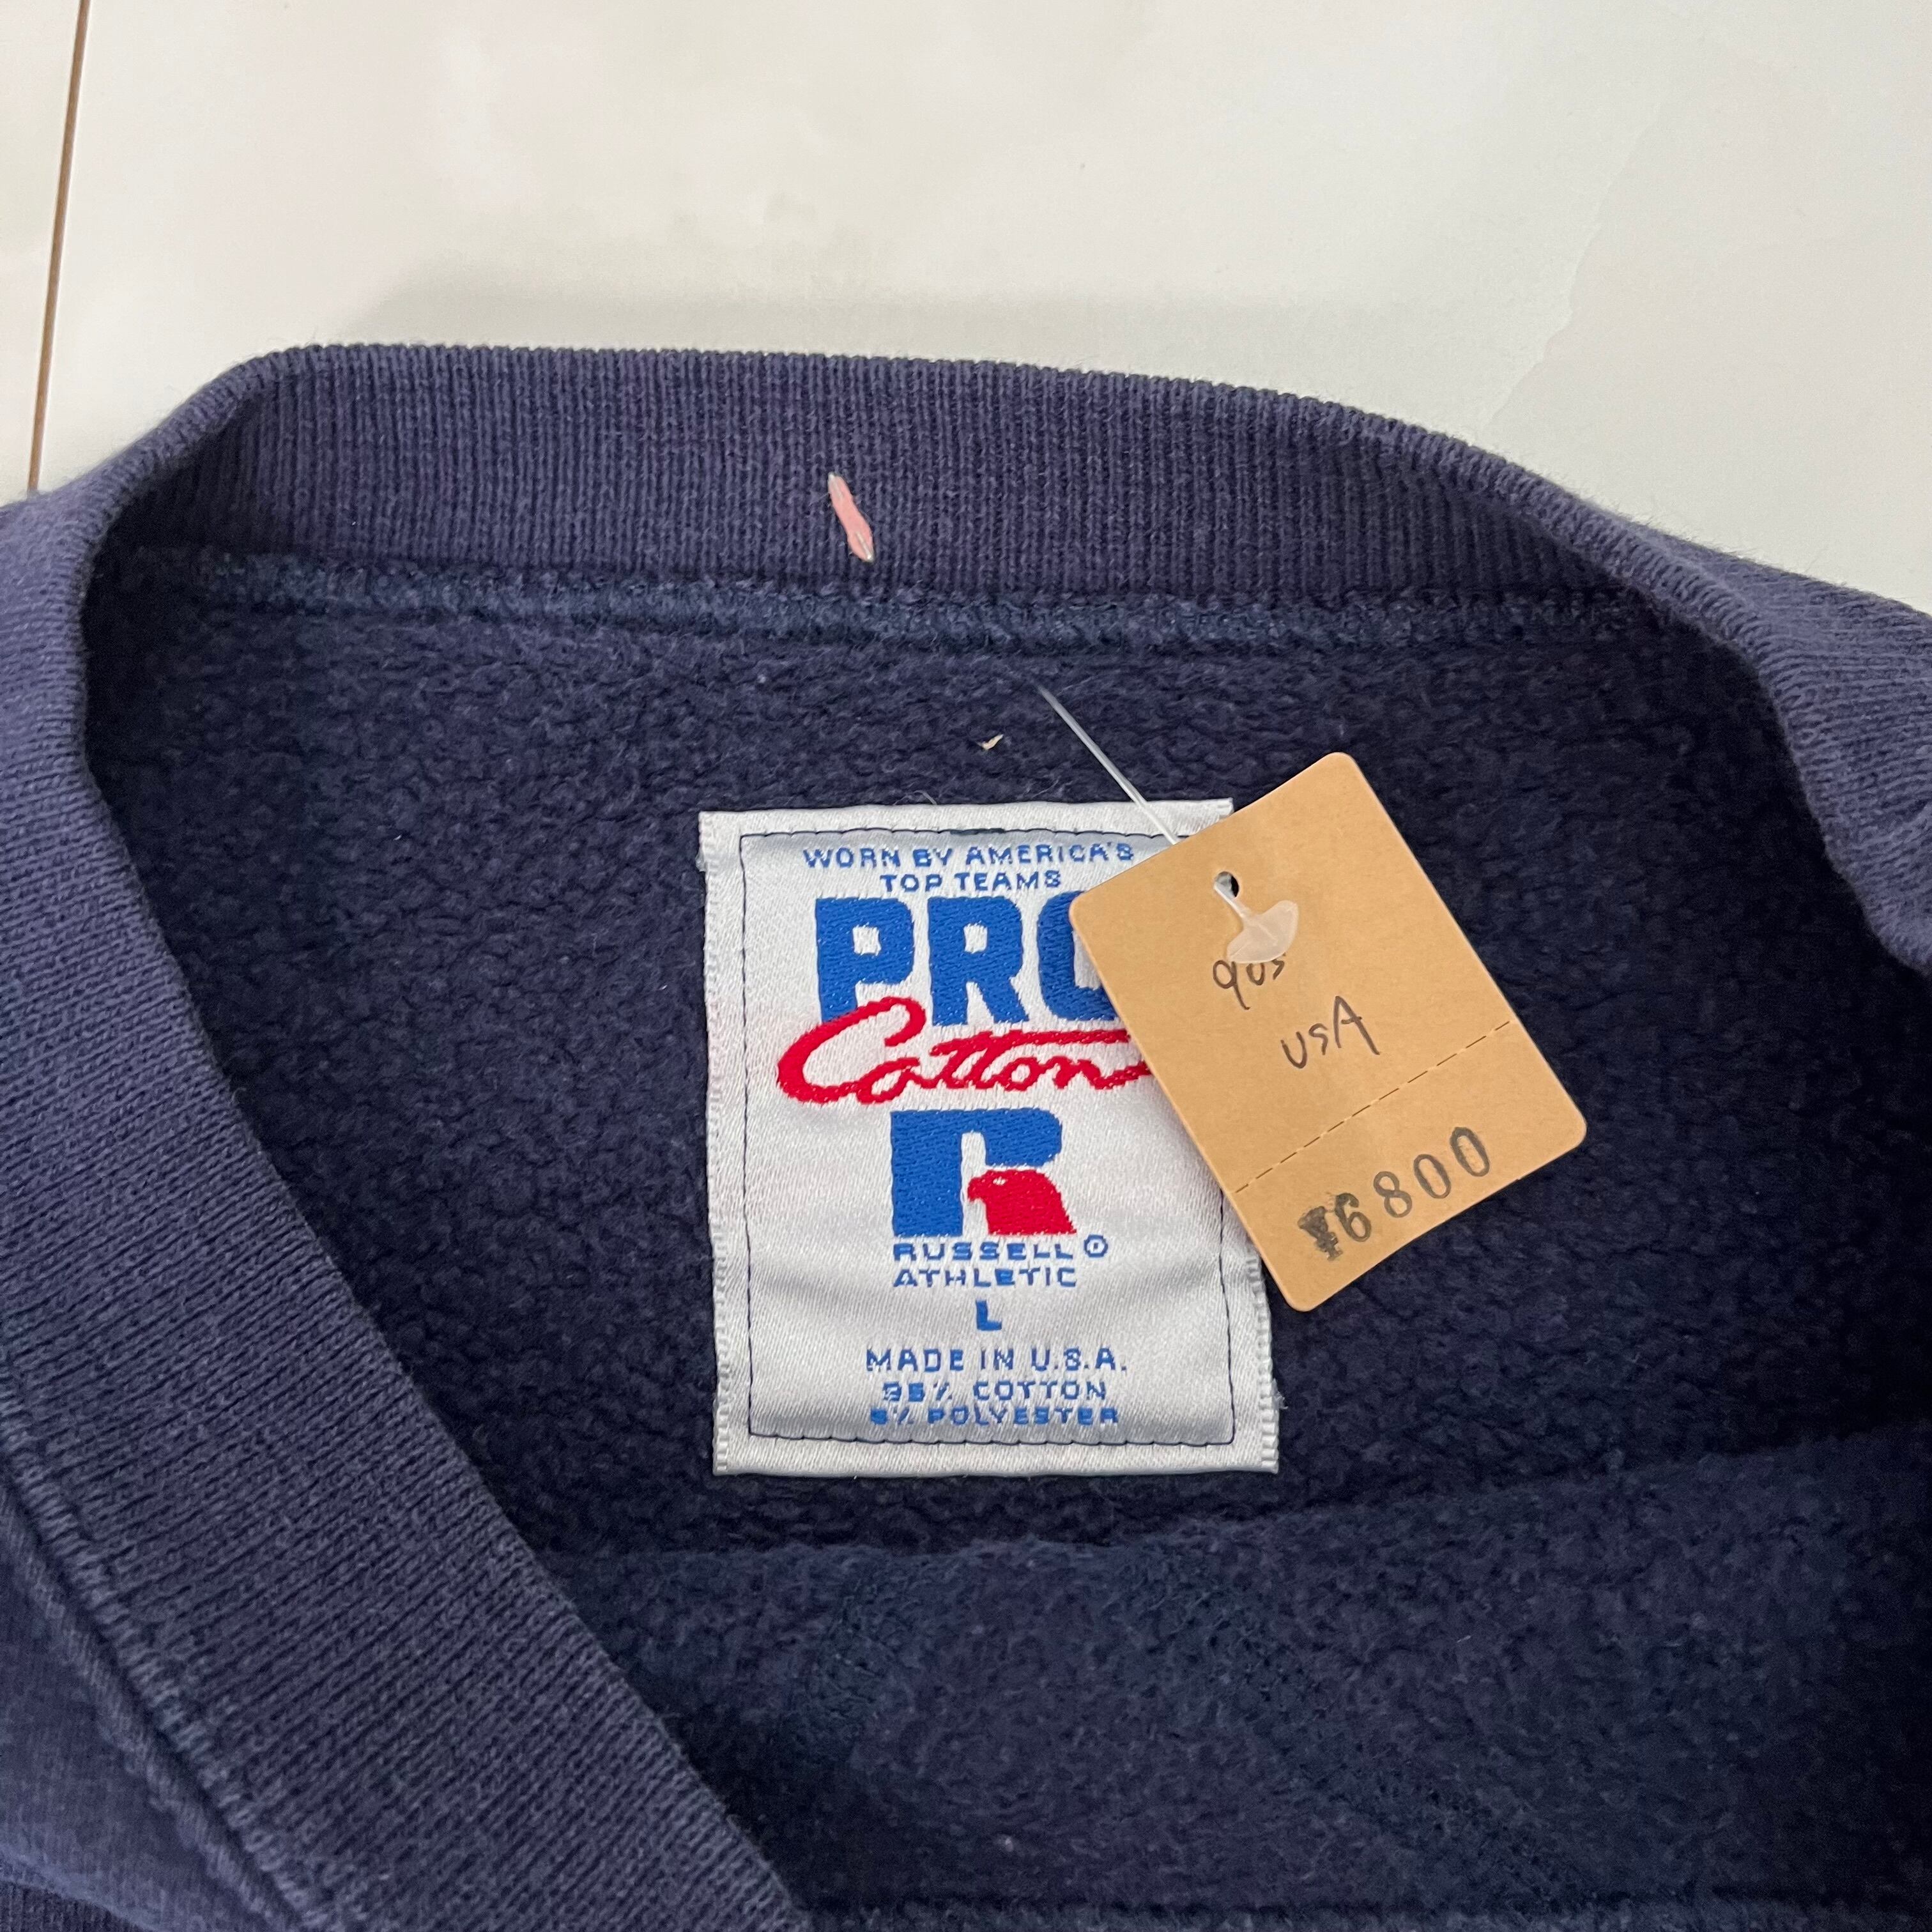 WORN BY AMERICA'S
TOP TEAMS
PRO
Cotton
RUSSELL®
ATHLETIC
L
MADE IN U.S.A.
95% COTTON
5% POLYESTER
90s
USA
¥6800